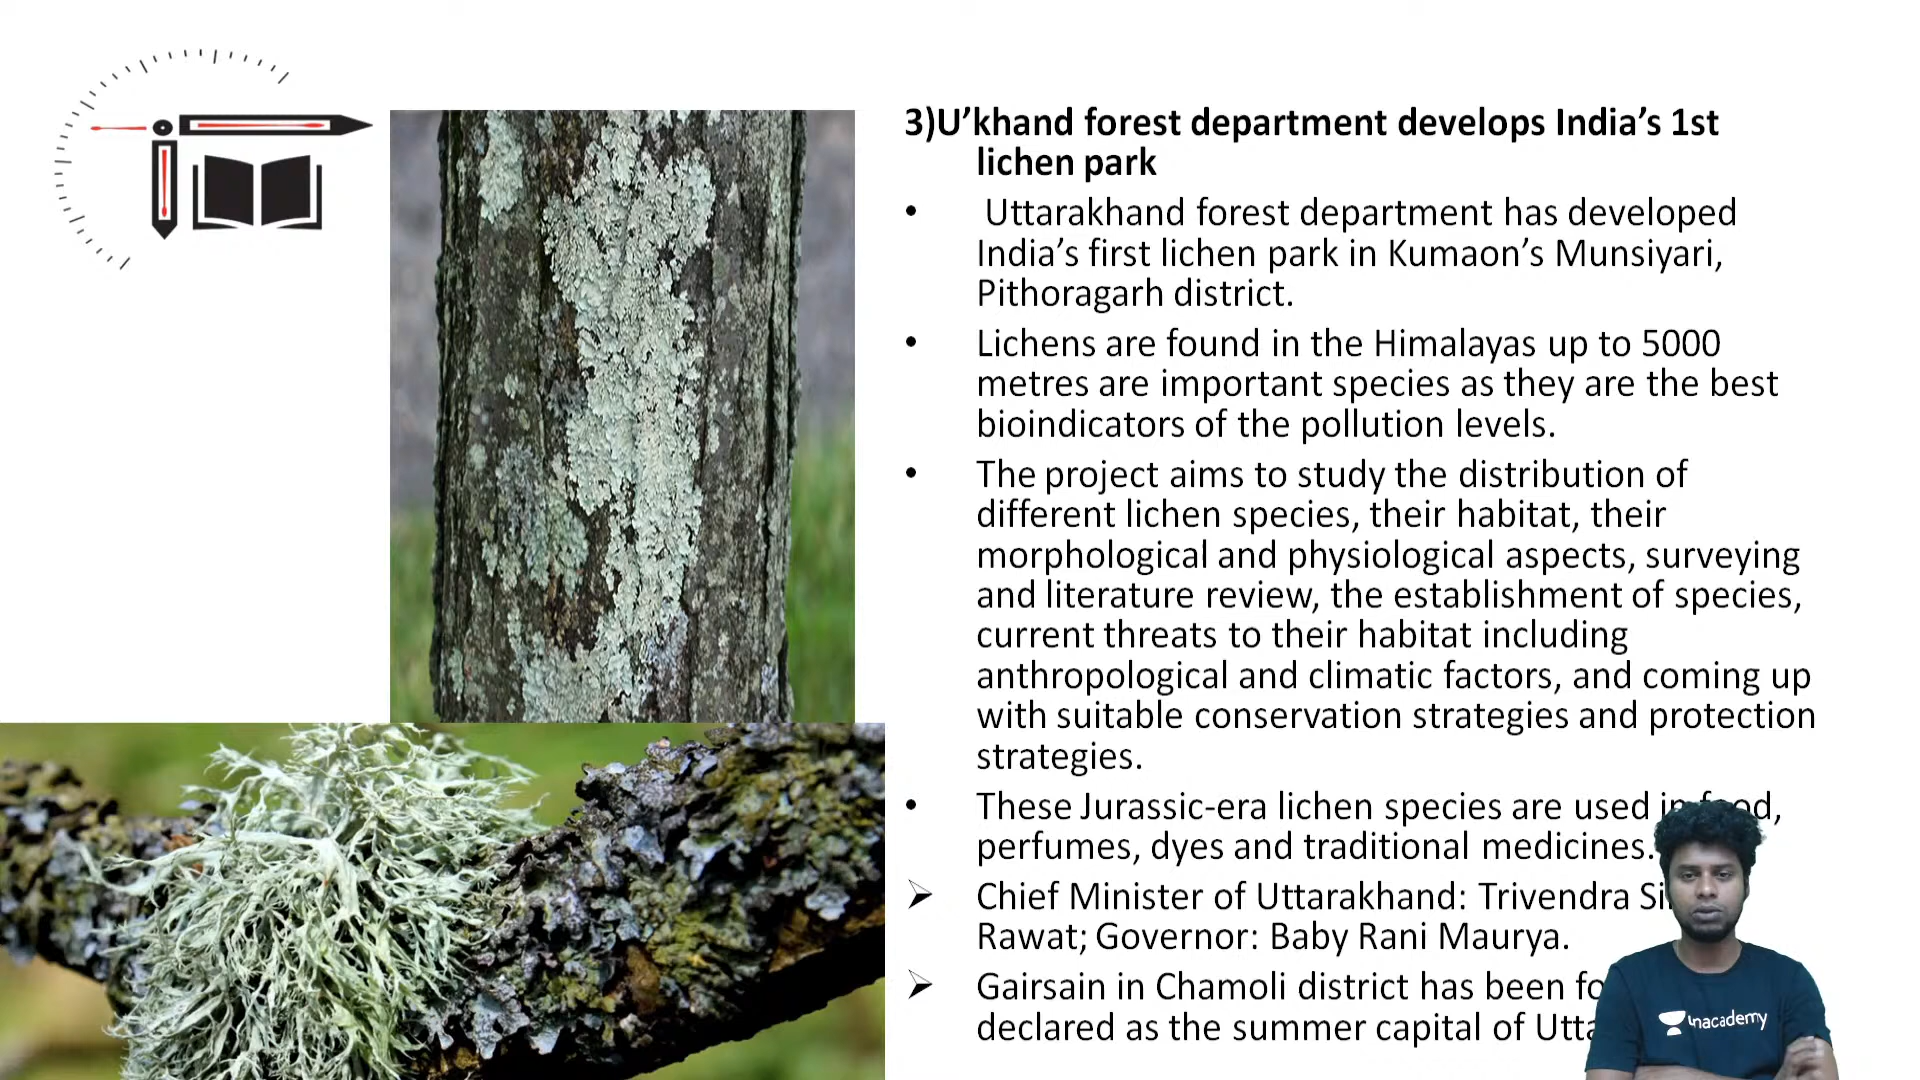 3)U’khand forest department develops India’s 1st
lichen park
• Uttarakhand forest department has developed
India’s first lichen park in Kumaon’s Munsiyari,
Pithoragarh district.
• Lichens are found in the Himalayas up to 5000
metres are important species as they are the best
bioindicators of the pollution levels.
• The project aims to study the distribution of
different lichen species, their habitat, their
morphological and physiological aspects, surveying
and literature review, the establishment of species,
current threats to their habitat including
anthropological and climatic factors, and coming up
with suitable conservation strategies and protection
strategies.
• These Jurassic-era lichen species are used in food,
perfumes, dyes and traditional medicines.
➢ Chief Minister of Uttarakhand: Trivendra
Rawat; Governor: Baby Rani Maurya.
➢ Gairsain in Chamoli district has been
declared as the summer capital of
unacademy